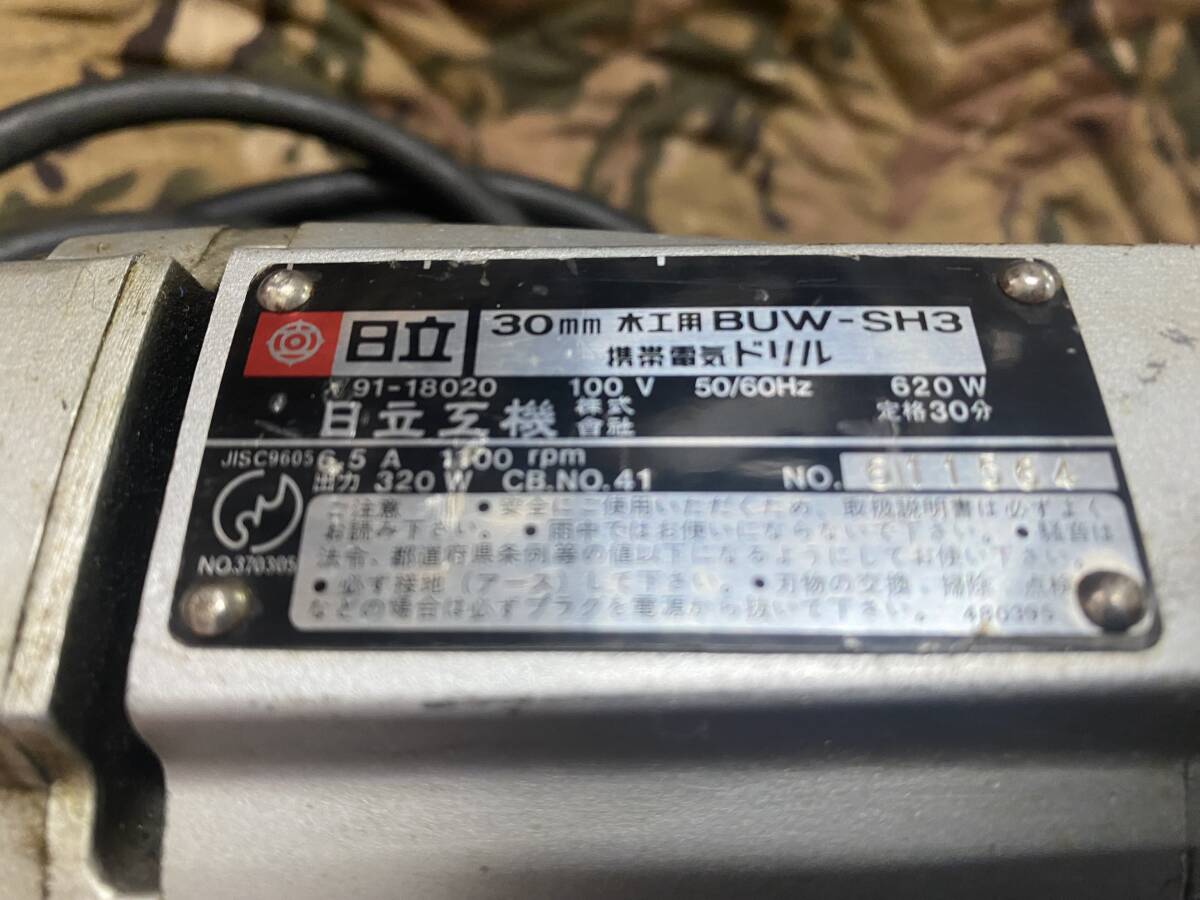 日立
30mm 木工用 BUW-SH3
携帯電気ドリル
91-18020 100 V 50/60Hz 620 W
日立工機 株式会社 定格30分
JISC9605 6.5 A 1100 rpm
出力 320 W CB.NO.41 NO. 611564
NO.370305
ご注意 •安全にご使用いただくため、取扱説明書は必ずよく
お読み下さい。 •雨中ではお使いにならないで下さい。 •騒音は
法令、都道府県条例等の値以下になるようにしてお使い下さい。
•必ず接地(アース)して下さい。 •刃物の交換、掃除、点検
などの場合は必ずプラグを電源から抜いて下さい。 480395